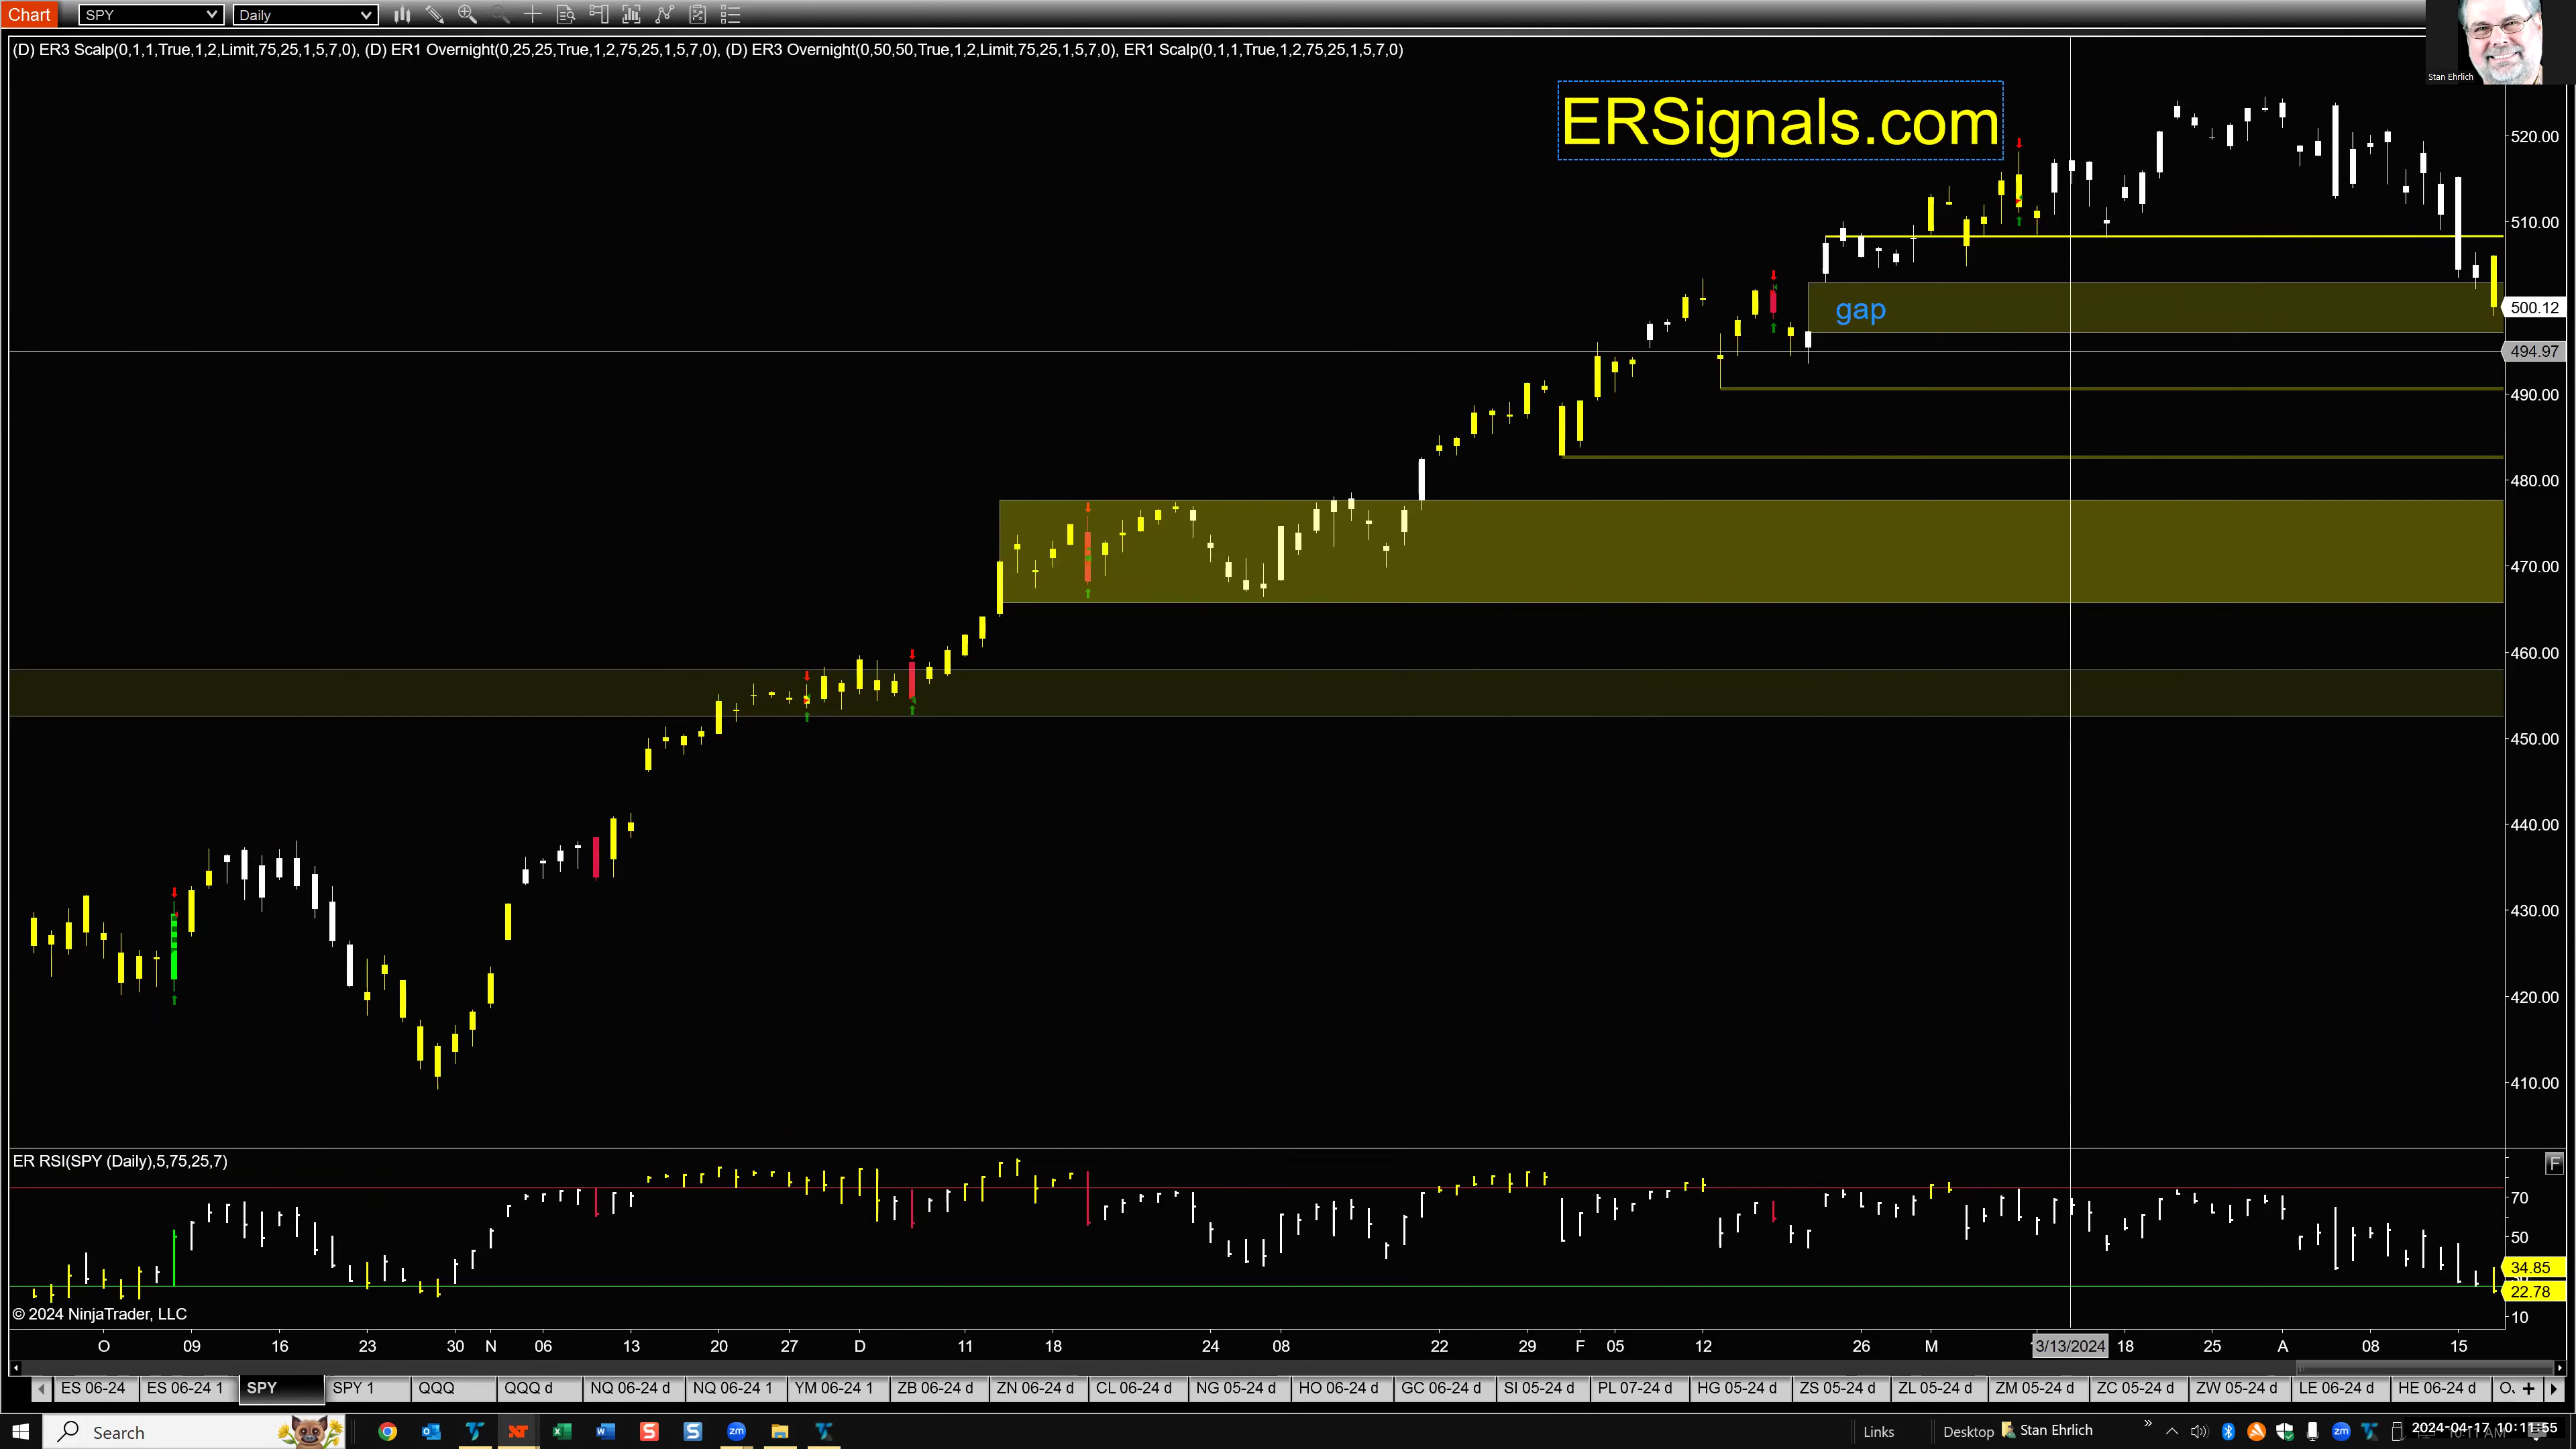 Chart SPY Daily
Stan Ehrlich
(D) ER3 Scalp(0,1,1,True,1,2,Limit,75,25,1,5,7,0), (D) ER1 Overnight(0,25,25,True,1,2,75,25,1,5,7,0), (D) ER3 Overnight(0,50,50,True,1,2,Limit,75,25,1,5,7,0), ER1 Scalp(0,1,1,True,1,2,75,25,1,5,7,0)
ERSignals.com
520.00
510.00
gap
500.12
494.97
490.00
480.00
470.00
460.00
450.00
440.00
430.00
420.00
410.00
ER RSI(SPY (Daily),5,75,25,7)
F
70
50
34.85
22.78
10
© 2024 NinjaTrader, LLC
O 09 16 23 30 N 06 13 20 27 D 11 18 24 08 22 29 F 05 12 26 M 3/13/2024 18 25 A 08 15
ES 06-24 ES 06-24 1 SPY SPY 1 QQQ QQQ d NQ 06-24 d NQ 06-24 1 YM 06-24 1 ZB 06-24 d ZN 06-24 d CL 06-24 d NG 05-24 d HO 06-24 d GC 06-24 d SI 05-24 d PL 07-24 d HG 05-24 d ZS 05-24 d ZL 05-24 d ZM 05-24 d ZC 05-24 d ZW 05-24 d LE 06-24 d HE 06-24 d
Search Links Desktop Stan Ehrlich 2024-04-17 10:11:55